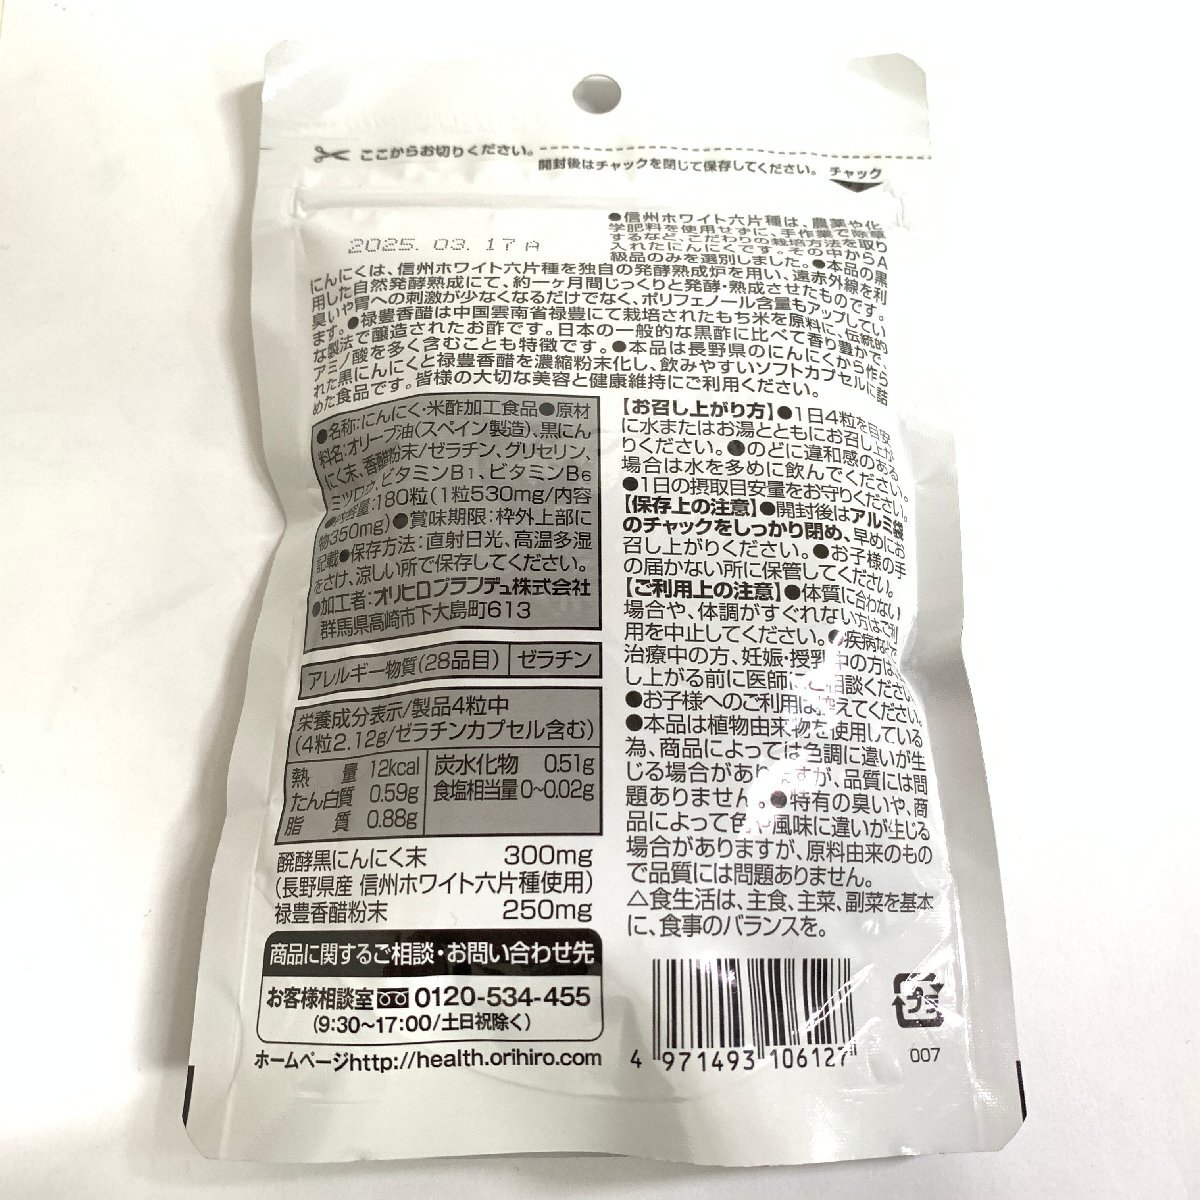 ここからお切りください。
開封後はチャックを閉じて保存してください。 チャック
2025.03.17A
●信州ホワイト六片種は、農薬や化
学肥料を使用せずに、手作業で除草
するなど、こだわりの栽培方法を取り
入れたにんにくです。その中からA
級品のみを選別しました。●本品の黒
にんにくは、信州ホワイト六片種を独自の発酵熟成炉を用い、遠赤外線を利
用した自然発酵熟成にて、約一ヶ月間じっくりと発酵・熟成させたものです。
臭いや胃への刺激が少なくなるだけでなく、ポリフェノール含量もアップしてい
ます。●禄豊香醋は中国雲南省禄豊にて栽培されたもち米を原料に、伝統的
な製法で醸造されたお酢です。日本の一般的な黒酢に比べて香り豊かで、
アミノ酸を多く含むことも特徴です。●本品は長野県のにんにくから作ら
れた黒にんにくと禄豊香醋を濃縮粉末化し、飲みやすいソフトカプセルに詰
めた食品です。皆様の大切な美容と健康維持にご利用ください。
●名称:にんにく・米酢加工食品●原材
料名:オリーブ油(スペイン製造)、黒にん
にく末、香醋粉末/ゼラチン、グリセリン、
ミツロウ、ビタミンB1、ビタミンB6
●内容量:180粒(1粒530mg/内容
物350mg)●賞味期限:枠外上部に
記載●保存方法:直射日光、高温多湿
をさけ、涼しい所で保存してください。
●加工者:オリヒロプランデュ株式会社
群馬県高崎市下大島町613
アレルギー物質(28品目) ゼラチン
栄養成分表示/製品4粒中
(4粒2.12g/ゼラチンカプセル含む)
熱量 12kcal 炭水化物 0.51g
たん白質 0.59g 食塩相当量 0~0.02g
脂質 0.88g
醗酵黒にんにく末 300mg
(長野県産 信州ホワイト六片種使用)
禄豊香醋粉末 250mg
商品に関するご相談・お問い合わせ先
お客様相談室 0120-534-455
(9:30~17:00/土日祝除く)
ホームページhttp://health.orihiro.com
【お召し上がり方】●1日4粒を目安
に水またはお湯とともにお召し上が
りください。●のどに違和感のある
場合は水を多めに飲んでください。
●1日の摂取目安量をお守りください。
【保存上の注意】●開封後はアルミ袋
のチャックをしっかり閉め、早めにお
召し上がりください。●お子様の手
の届かない所に保管してください。
【ご利用上の注意】●体質に合わない
場合や、体調がすぐれない方はご利
用を中止してください。●疾病などで
治療中の方、妊娠・授乳中の方は、
し上がる前に医師にご相談ください。
●お子様へのご利用は控えてください。
●本品は植物由来物を使用している
為、商品によっては色調に違いが生
じる場合がありますが、品質には問
題ありません。●特有の臭いや、商
品によって色や風味に違いが生じる
場合がありますが、原料由来のもの
で品質には問題ありません。
△食生活は、主食、主菜、副菜を基本
に、食事のバランスを。
4 971493 106127
プラ
007